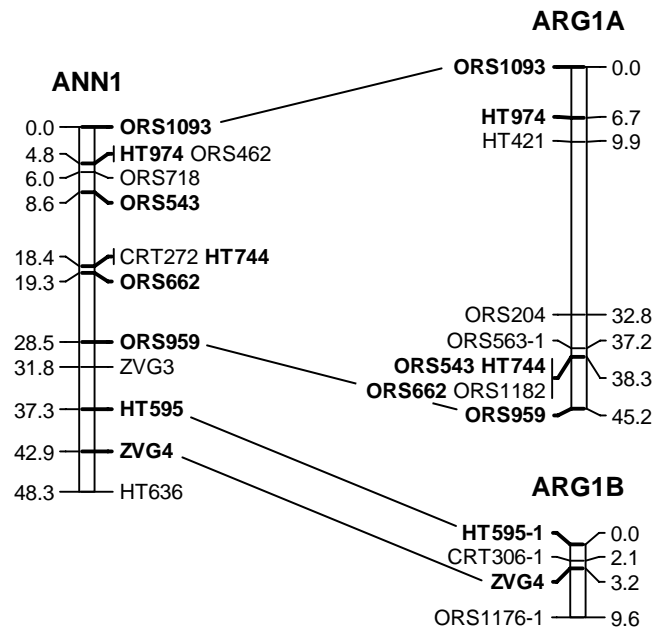 ANN1
0.0 ORS1093
4.8 HT974 ORS462
6.0 ORS718
8.6 ORS543
18.4 CRT272 HT744
19.3 ORS662
28.5 ORS959
31.8 ZVG3
37.3 HT595
42.9 ZVG4
48.3 HT636
ARG1A
ORS1093 0.0
HT974 6.7
HT421 9.9
ORS204 32.8
ORS563-1 37.2
ORS543 HT744
ORS662 ORS1182 38.3
ORS959 45.2
ARG1B
HT595-1 0.0
CRT306-1 2.1
ZVG4 3.2
ORS1176-1 9.6